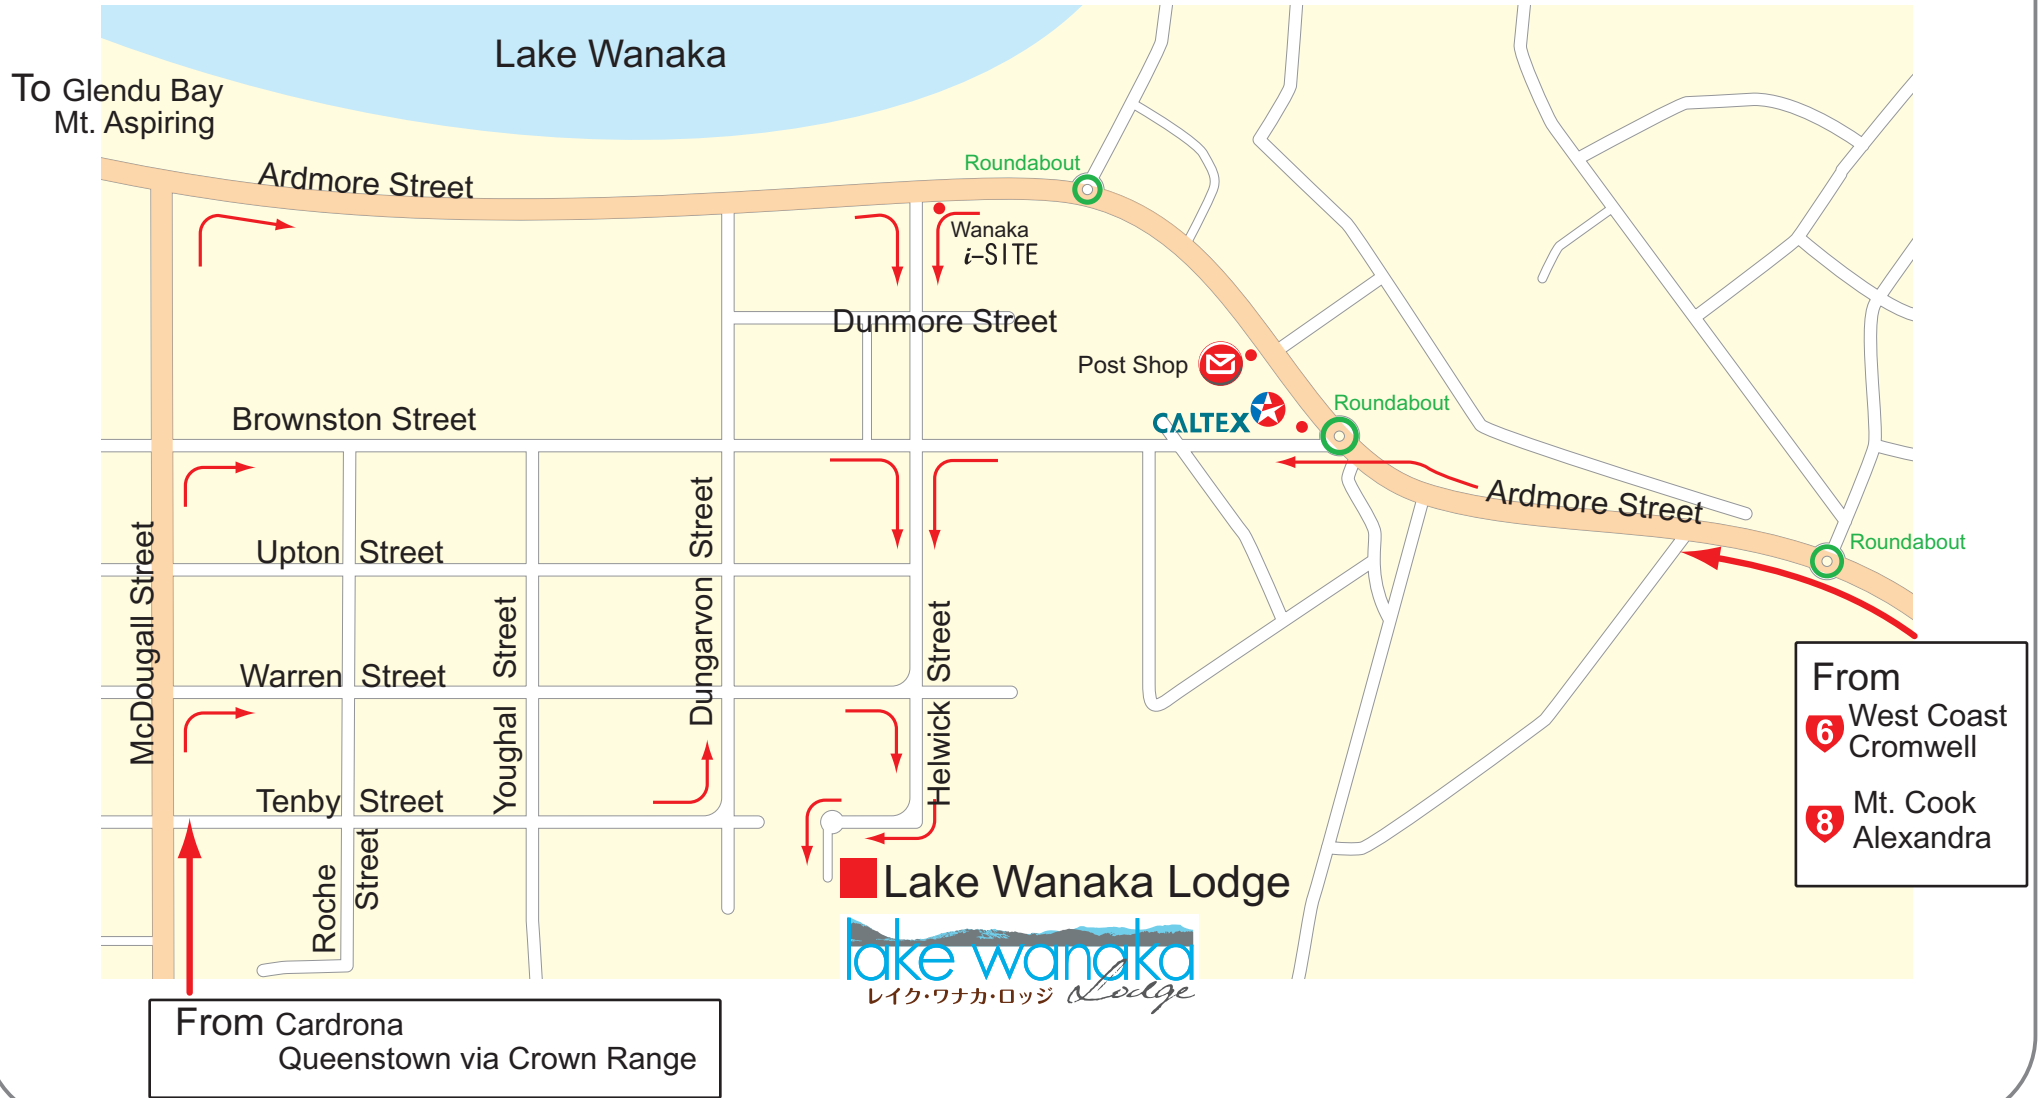 Lake Wanaka
To Glendu Bay
Mt. Aspiring
Ardmore Street
Roundabout
Wanaka
i-SITE
Dunmore Street
Post Shop
CALTEX
Roundabout
Brownston Street
Ardmore Street
Roundabout
Upton Street
McDougall Street
Youghal Street
Dungarvon Street
Helwick Street
Warren Street
Tenby Street
Roche Street
Lake Wanaka Lodge
lake wanaka
レイク・ワナカ・ロッジ Lodge
From
6 West Coast
Cromwell
8 Mt. Cook
Alexandra
From Cardrona
Queenstown via Crown Range